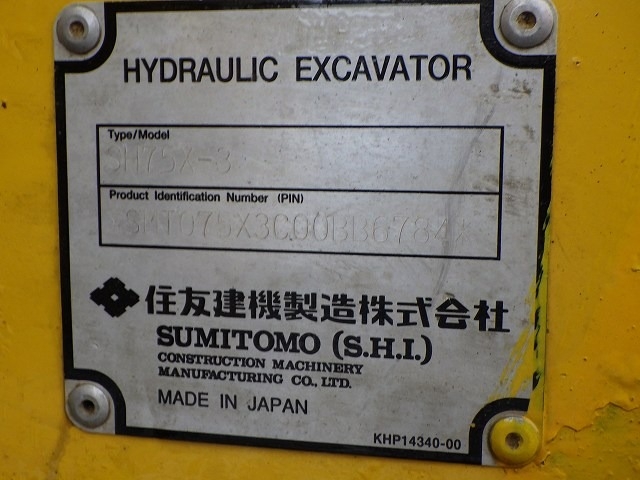 HYDRAULIC EXCAVATOR
Type/Model
SH75X-3
Product Identification Number (PIN)
住友建機製造株式会社
SUMITOMO (S.H.I.)
CONSTRUCTION MACHINERY
MANUFACTURING CO., LTD.
MADE IN JAPAN
KHP14340-00